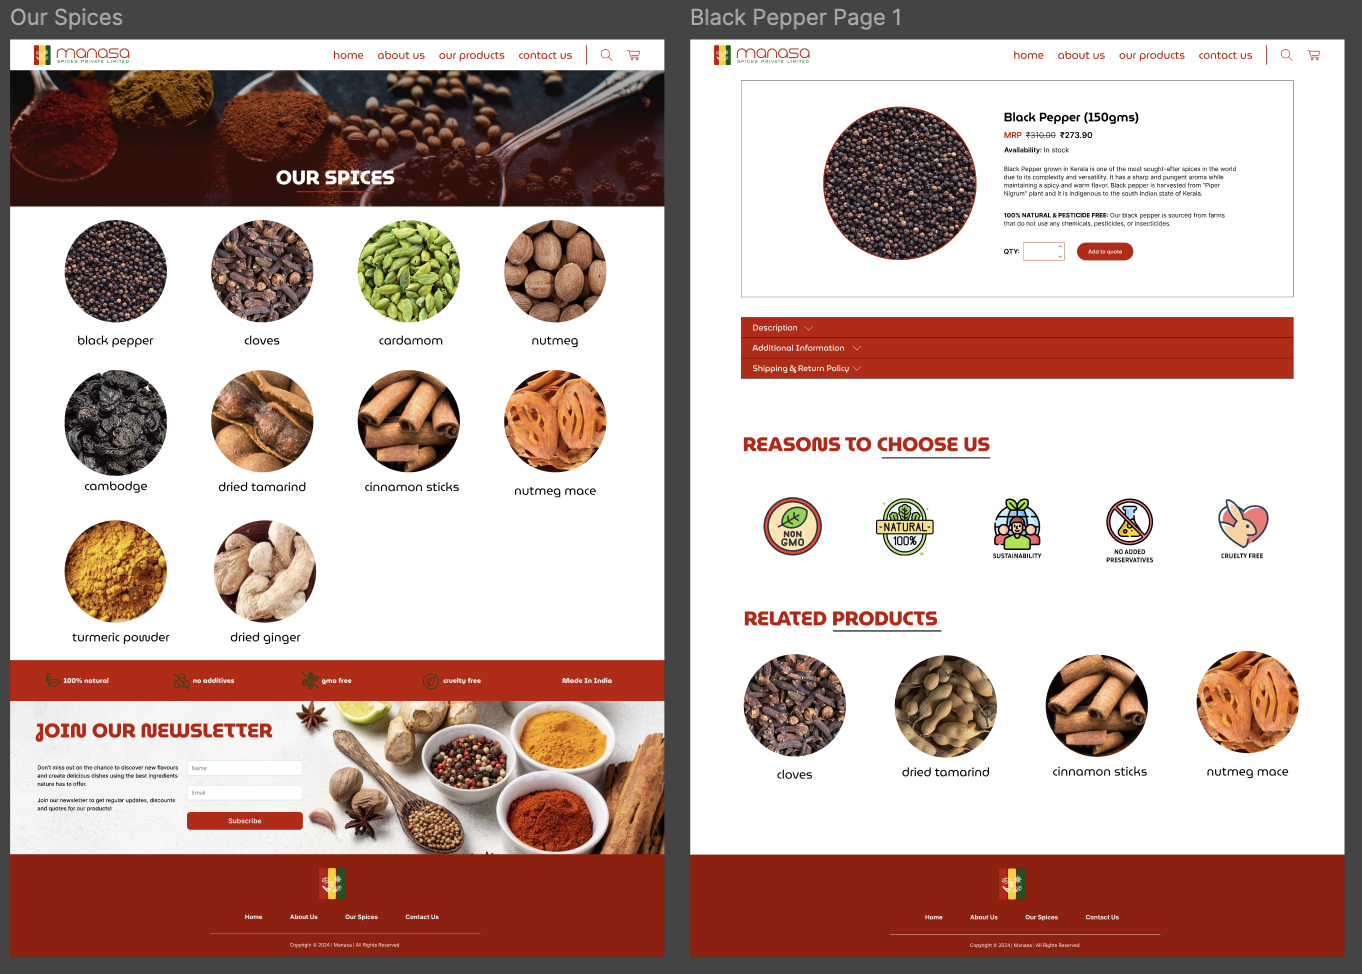 Our Spices
manasa
SPICES PRIVATE LIMITED
home about us our products contact us
OUR SPICES
black pepper cloves cardamom nutmeg
cambodge dried tamarind cinnamon sticks nutmeg mace
turmeric powder dried ginger
100% natural no additives gmo free cruelty free Made In India
JOIN OUR NEWSLETTER
Don't miss out on the chance to discover new flavours
and create delicious dishes using the best ingredients
nature has to offer.
Join our newsletter to get regular updates, discounts
and quotes for our products!
Name
Email
Subscribe
Home About Us Our Spices Contact Us
Copyright © 2024 | Manasa | All Rights Reserved
Black Pepper Page 1
manasa
SPICES PRIVATE LIMITED
home about us our products contact us
Black Pepper (150gms)
MRP ₹310.00 ₹273.90
Availability: In stock
Black Pepper grown in Kerala is one of the most sought-after spices in the world
due to its complexity and versatility. It has a sharp and pungent aroma while
maintaining a spicy and warm flavor. Black pepper is harvested from "Piper
Nigrum" plant and it is indigenous to the south Indian state of Kerala.
100% NATURAL & PESTICIDE FREE: Our black pepper is sourced from farms
that do not use any chemicals, pesticides, or insecticides.
QTY: Add to quote
Description
Additional Information
Shipping & Return Policy
REASONS TO CHOOSE US
NON
GMO
NATURAL
100%
SUSTAINABILITY
NO ADDED
PRESERVATIVES
CRUELTY FREE
RELATED PRODUCTS
cloves dried tamarind cinnamon sticks nutmeg mace
Home About Us Our Spices Contact Us
Copyright © 2024 | Manasa | All Rights Reserved